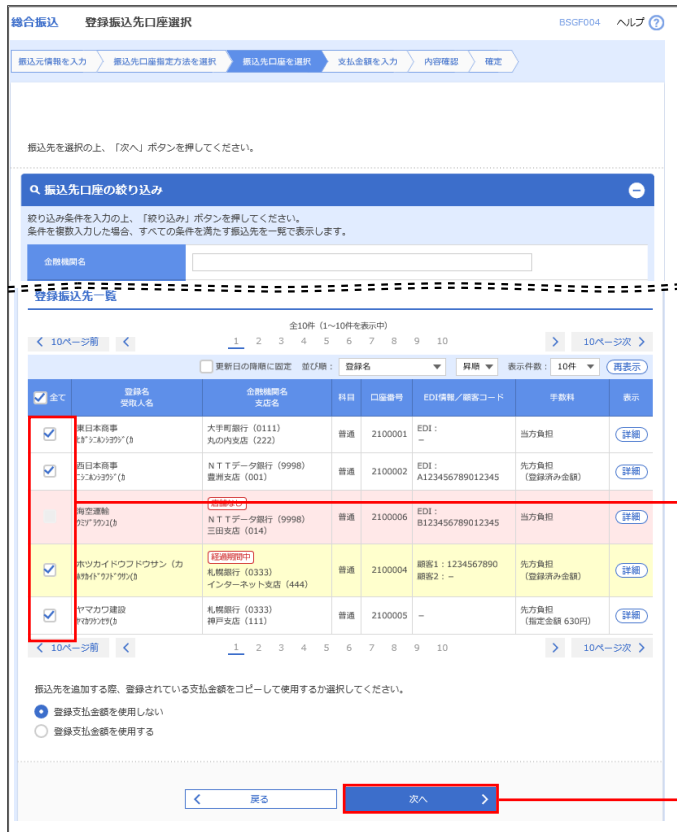 総合振込 登録振込先口座選択 BSGF004 ヘルプ ?
振込元情報を入力 振込先口座指定方法を選択 振込先口座を選択 支払金額を入力 内容確認 確定
振込先を選択の上、「次へ」ボタンを押してください。
振込先口座の絞り込み
絞り込み条件を入力の上、「絞り込み」ボタンを押してください。
条件を複数入力した場合、すべての条件を満たす振込先を一覧で表示します。
金融機関名
登録振込先一覧
全10件（1～10件を表示中）
10ページ前 1 2 3 4 5 6 7 8 9 10 10ページ次
更新日の降順に固定 並び順： 登録名 昇順 表示件数： 10件 再表示
全て 登録名 金融機関名 科目 口座番号 EDI情報／顧客コード 手数料 表示
受取人名 支店名
東日本商事 大手町銀行（0111） 普通 2100001 EDI： 当方負担 詳細
丸の内支店（222） －
西日本商事 ＮＴＴデータ銀行（9998） 普通 2100002 EDI： 先方負担 詳細
豊洲支店（001） A123456789012345 （登録済み金額）
店舗なし
海空運輸 ＮＴＴデータ銀行（9998） 普通 2100006 EDI： 当方負担 詳細
三田支店（014） B123456789012345
経過期間中
ホツカイドウフドウサン（カ 札幌銀行（0333） 普通 2100004 顧客1：1234567890 先方負担 詳細
インターネット支店（444） 顧客2：－ （登録済み金額）
ヤマカワ建設 札幌銀行（0333） 普通 2100005 － 先方負担 詳細
神戸支店（111） （指定金額 630円）
10ページ前 1 2 3 4 5 6 7 8 9 10 10ページ次
振込先を追加する際、登録されている支払金額をコピーして使用するか選択してください。
登録支払金額を使用しない
登録支払金額を使用する
戻る 次へ